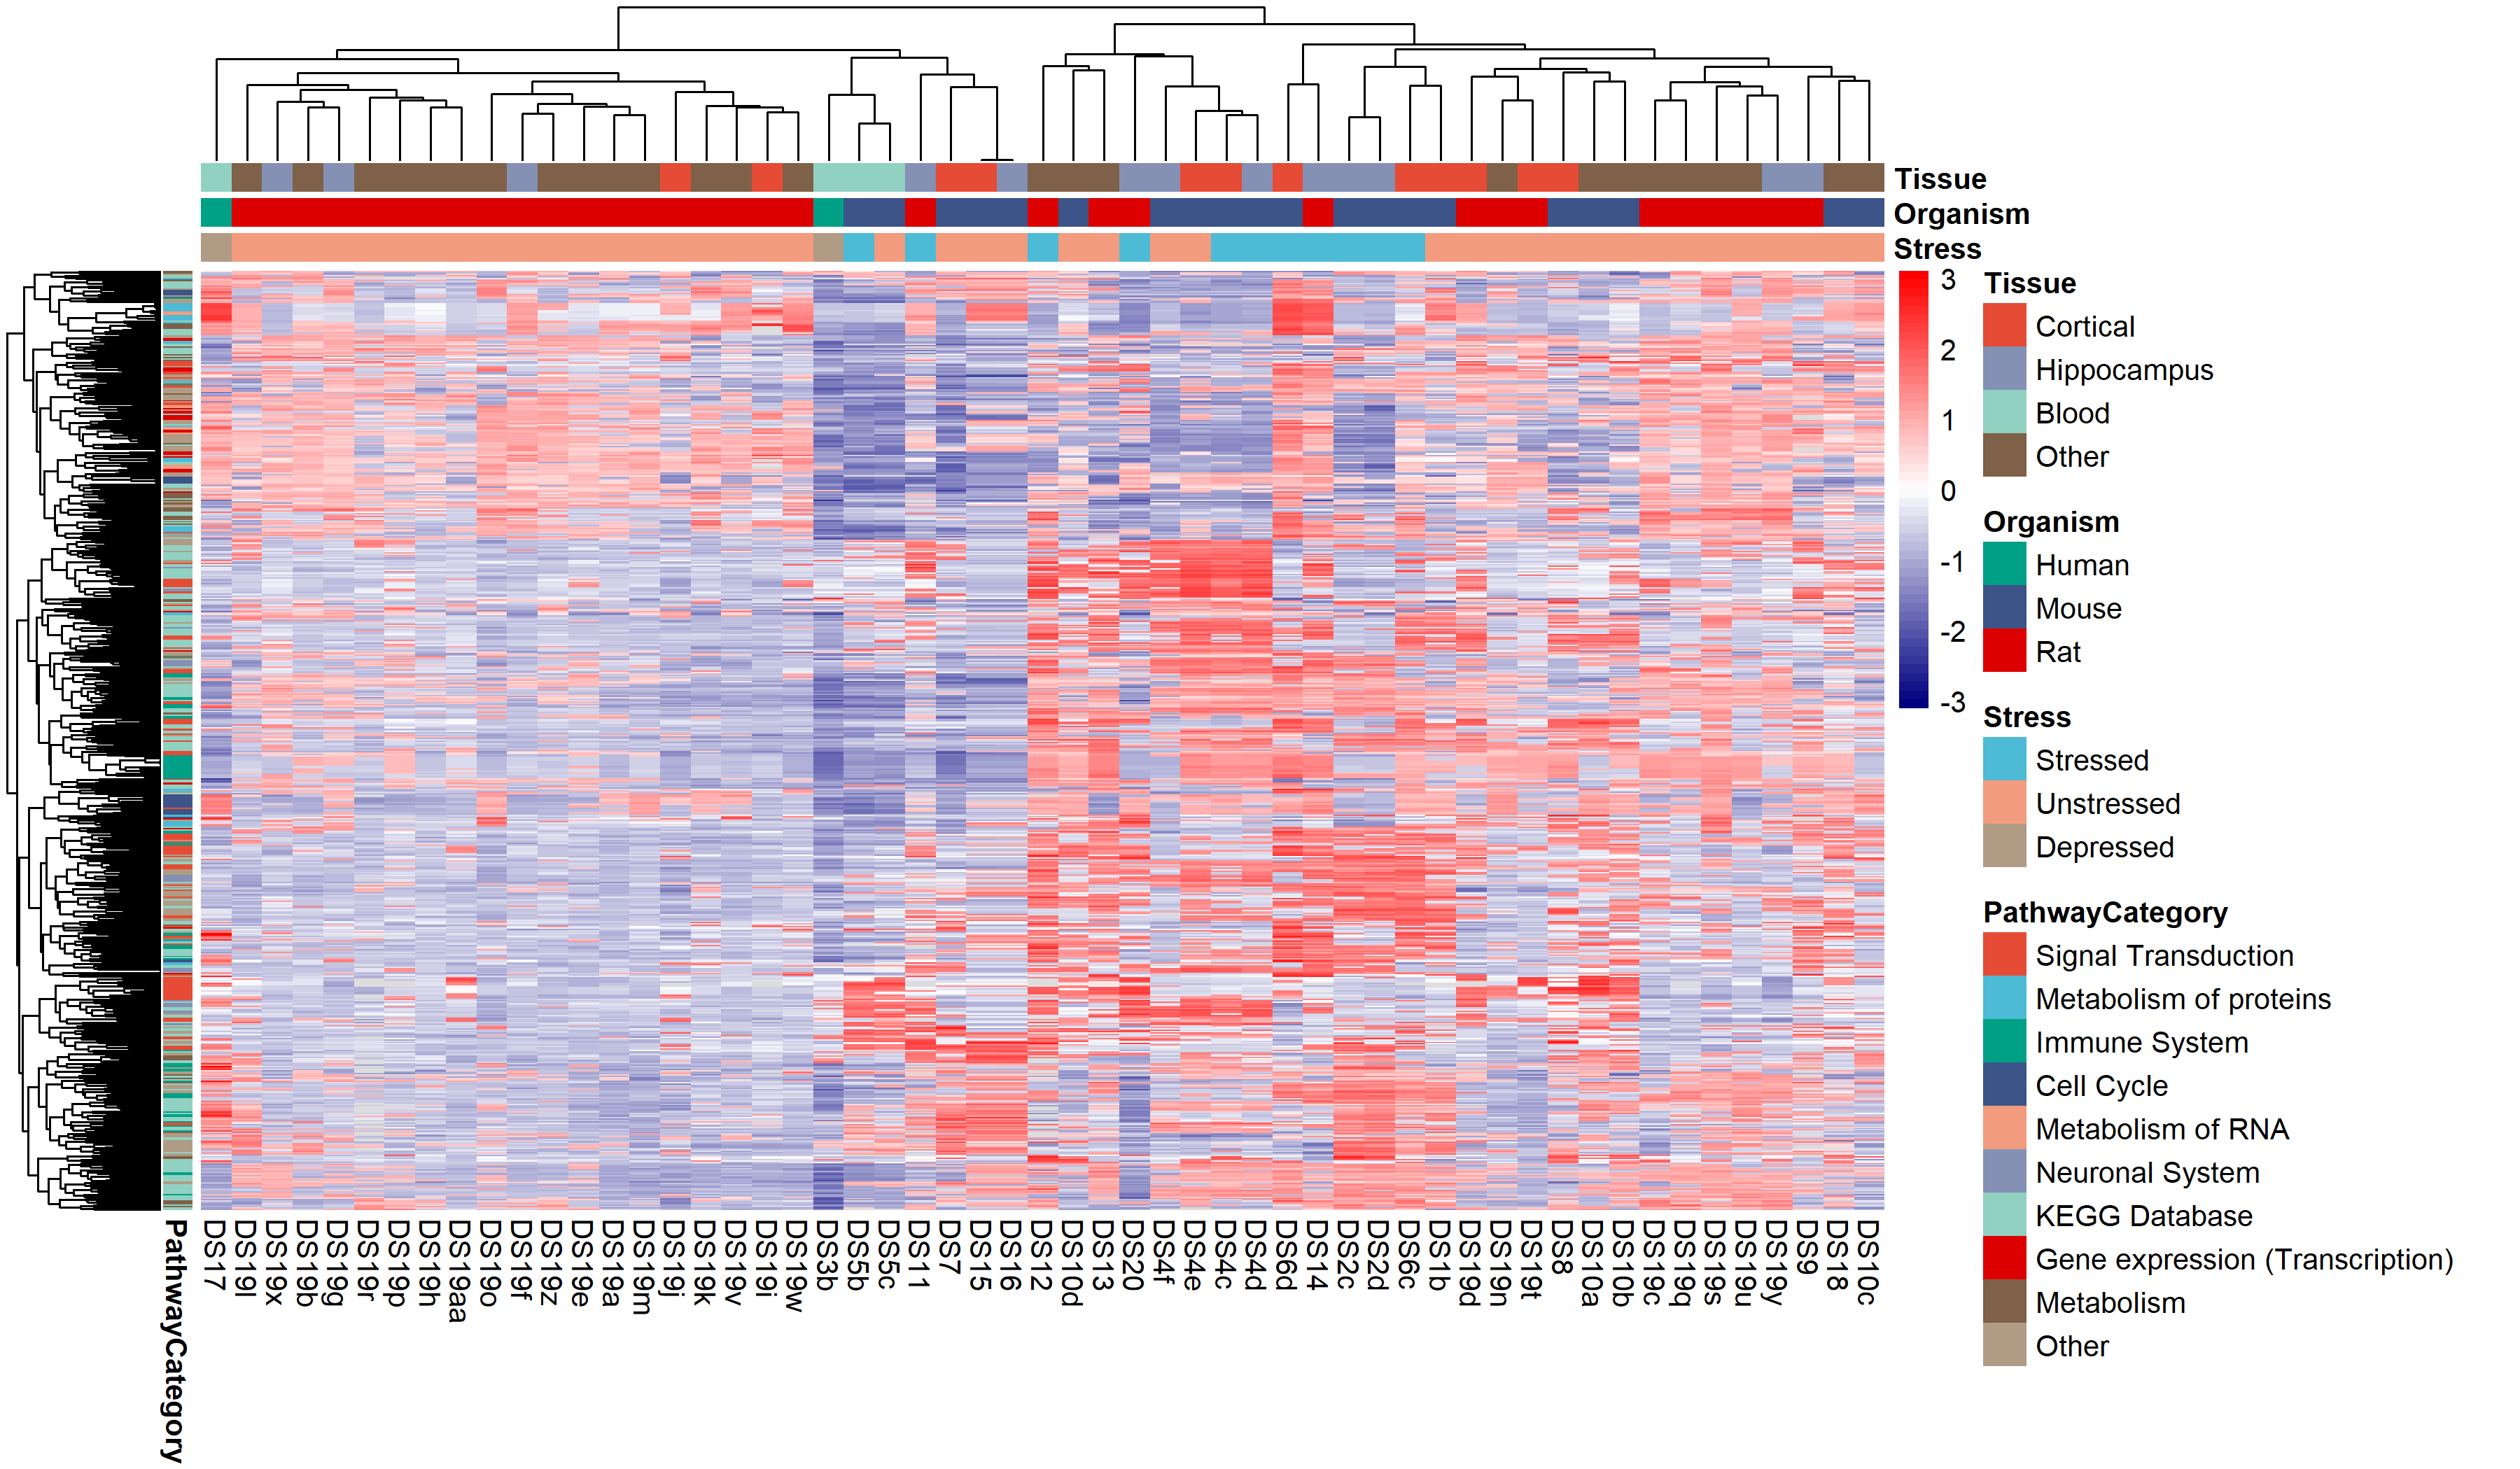 Tissue
Organism
Stress
3
2
1
0
-1
-2
-3
Tissue
Cortical
Hippocampus
Blood
Other
Organism
Human
Mouse
Rat
Stress
Stressed
Unstressed
Depressed
PathwayCategory
Signal Transduction
Metabolism of proteins
Immune System
Cell Cycle
Metabolism of RNA
Neuronal System
KEGG Database
Gene expression (Transcription)
Metabolism
Other
PathwayCategory
DS17
DS19l
DS19x
DS19b
DS19g
DS19r
DS19p
DS19h
DS19aa
DS19o
DS19f
DS19z
DS19e
DS19a
DS19m
DS19j
DS19k
DS19v
DS19i
DS19w
DS3b
DS5b
DS5c
DS11
DS7
DS15
DS16
DS12
DS10d
DS13
DS20
DS4f
DS4e
DS4c
DS4d
DS6d
DS14
DS2c
DS2d
DS6c
DS1b
DS19d
DS19n
DS19t
DS8
DS10a
DS10b
DS19c
DS19q
DS19s
DS19u
DS19y
DS9
DS18
DS10c